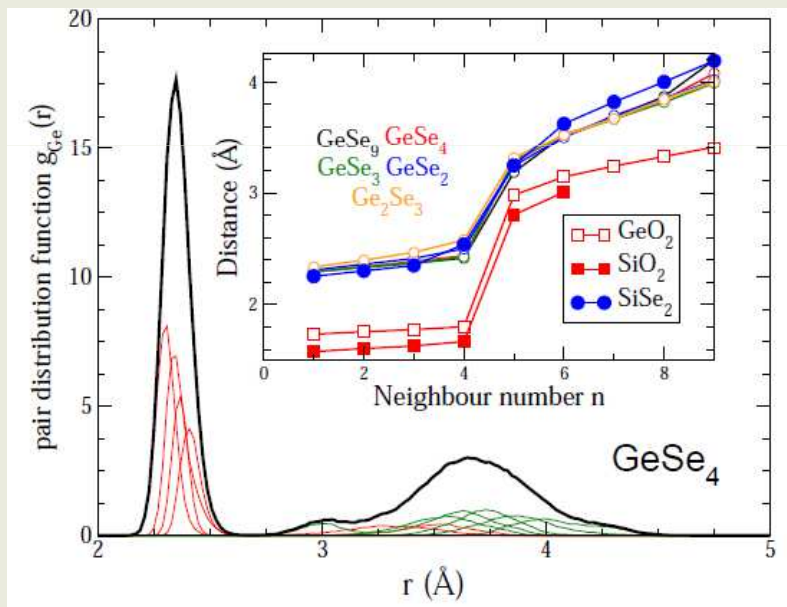 20
15
10
5
0
pair distribution function g_Ge(r)
2
3
4
5
r (Å)
GeSe₄
4
3
2
Distance (Å)
0
2
4
6
8
Neighbour number n
GeSe₉ GeSe₄
GeSe₃ GeSe₂
Ge₂Se₃
GeO₂
SiO₂
SiSe₂